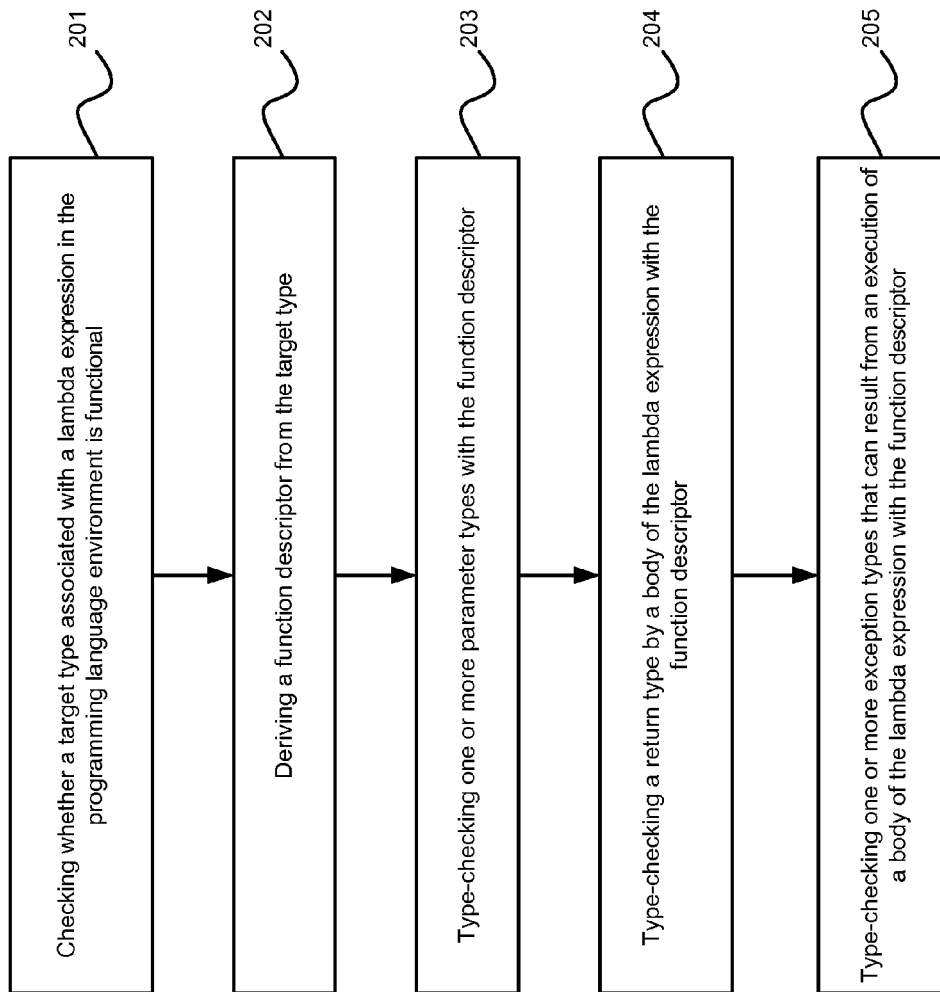 201
Checking whether a target type associated with a lambda expression in the
programming language environment is functional
202
Deriving a function descriptor from the target type
203
Type-checking one or more parameter types with the function descriptor
204
Type-checking a return type by a body of the lambda expression with the
function descriptor
205
Type-checking one or more exception types that can result from an execution of
a body of the lambda expression with the function descriptor